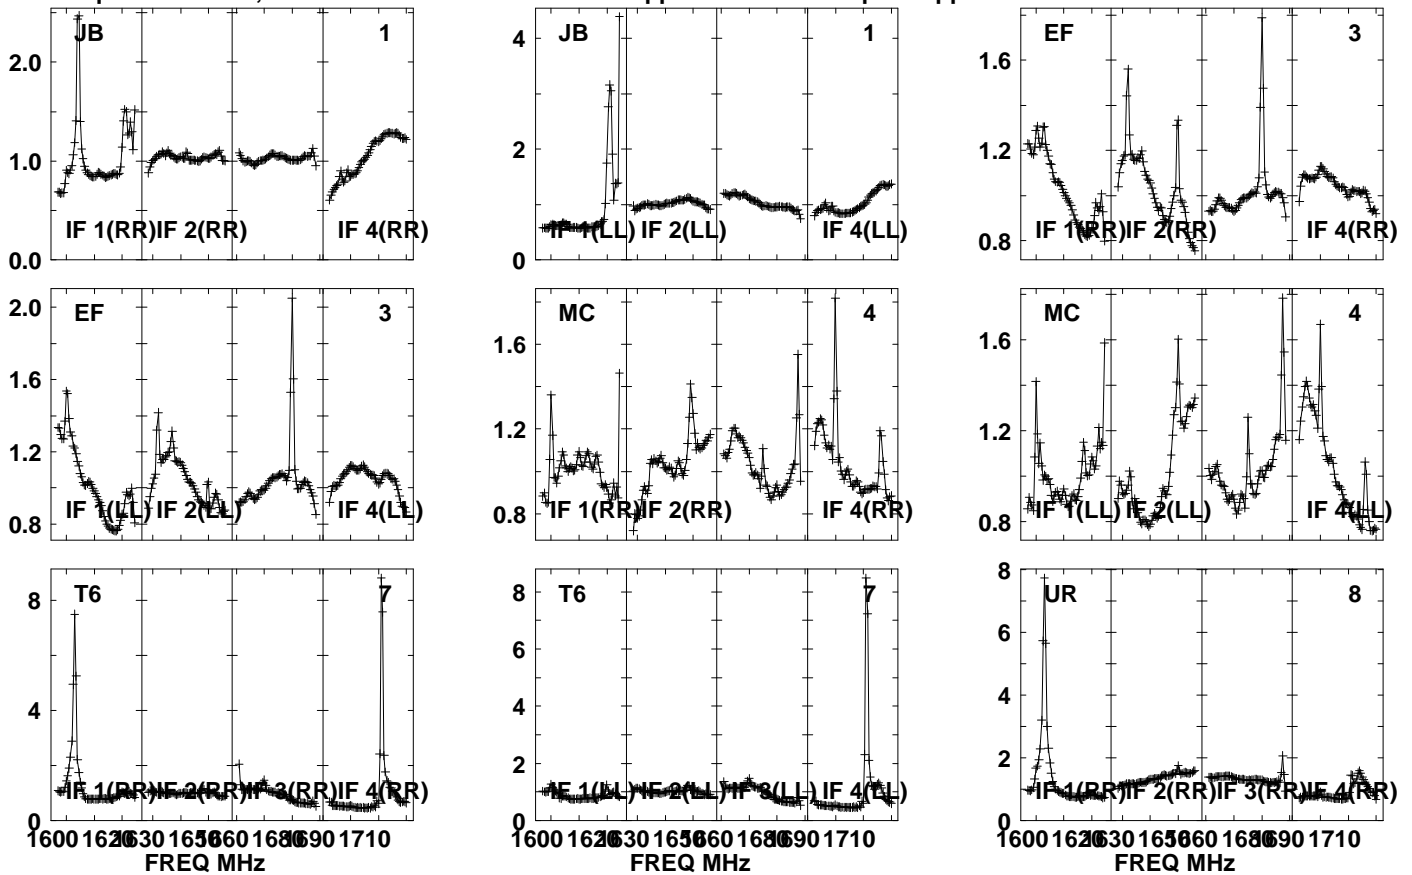 JB 1
2.0
1.0
0.0
IF 1(RR) IF 2(RR) IF 4(RR)
JB 1
4
2
0
IF 1(LL) IF 2(LL) IF 4(LL)
EF 3
1.6
1.2
0.8
IF 1(RR) IF 2(RR) IF 4(RR)
EF 3
2.0
1.6
1.2
0.8
IF 1(LL) IF 2(LL) IF 4(LL)
MC 4
1.6
1.2
0.8
IF 1(RR) IF 2(RR) IF 4(RR)
MC 4
1.6
1.2
0.8
IF 1(LL) IF 2(LL) IF 4(LL)
T6 7
8
4
0
IF 1(RR) IF 2(RR) IF 3(RR) IF 4(RR)
1600 1620 1630 1650 1660 1680 1690 1710
FREQ MHz
T6 7
8
6
4
2
0
IF 1(LL) IF 2(LL) IF 3(LL) IF 4(LL)
1600 1620 1630 1650 1660 1680 1690 1710
FREQ MHz
UR 8
8
6
4
2
0
IF 1(RR) IF 2(RR) IF 3(RR) IF 4(RR)
1600 1620 1630 1650 1660 1680 1690 1710
FREQ MHz